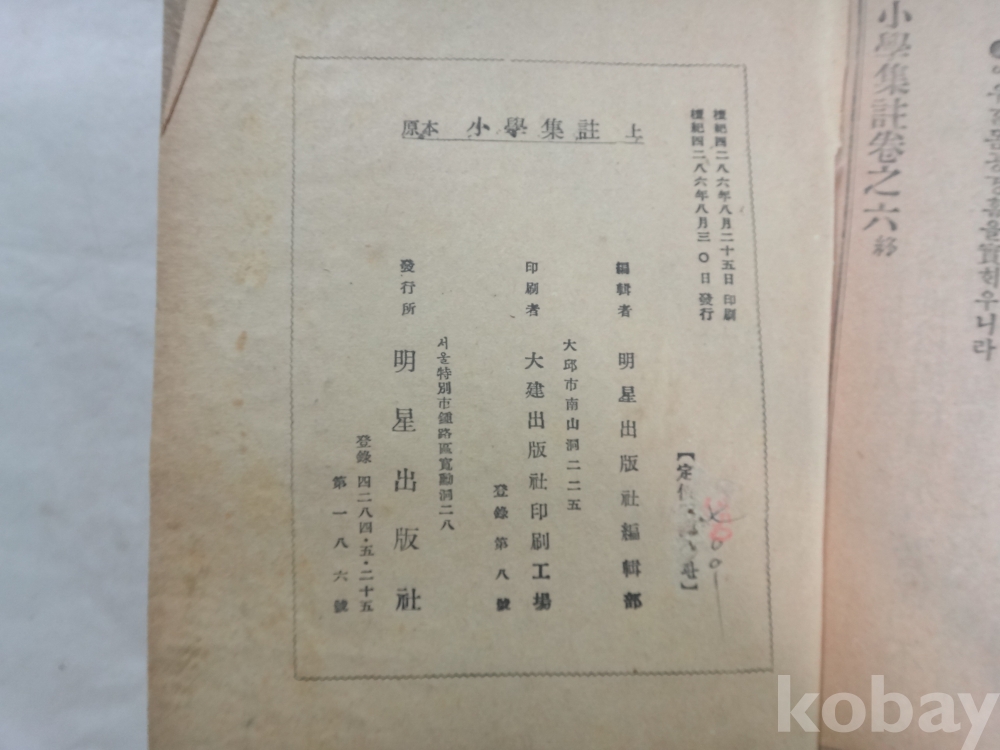 原本 小學集註 上
檀紀四二八六年八月二十五日 印刷
檀紀四二八六年八月三〇日 發行
【定價
編輯者 明星出版社編輯部
大邱市南山洞二二五
印刷者 大建出版社印刷工場
登錄第八號
서울特別市鍾路區寬勳洞二八
發行所 明星出版社
登錄 四二八四·五·二十五
第一八六號
小學集註卷之六 終
우니라
kobay